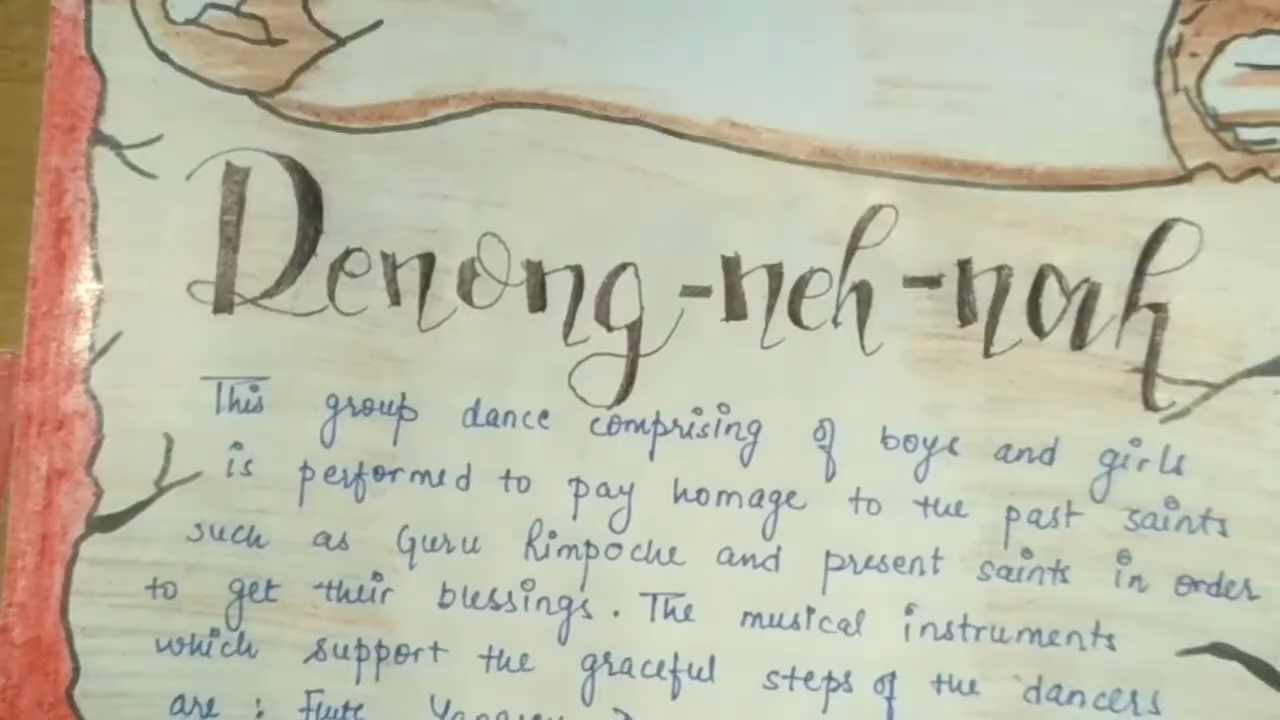 Denong-neh-nah
This group dance comprising of boys and girls
is performed to pay homage to the past saints
such as Guru Rimpoche and present saints in order
to get their blessings. The musical instruments
which support the graceful steps of the dancers
are : Flute